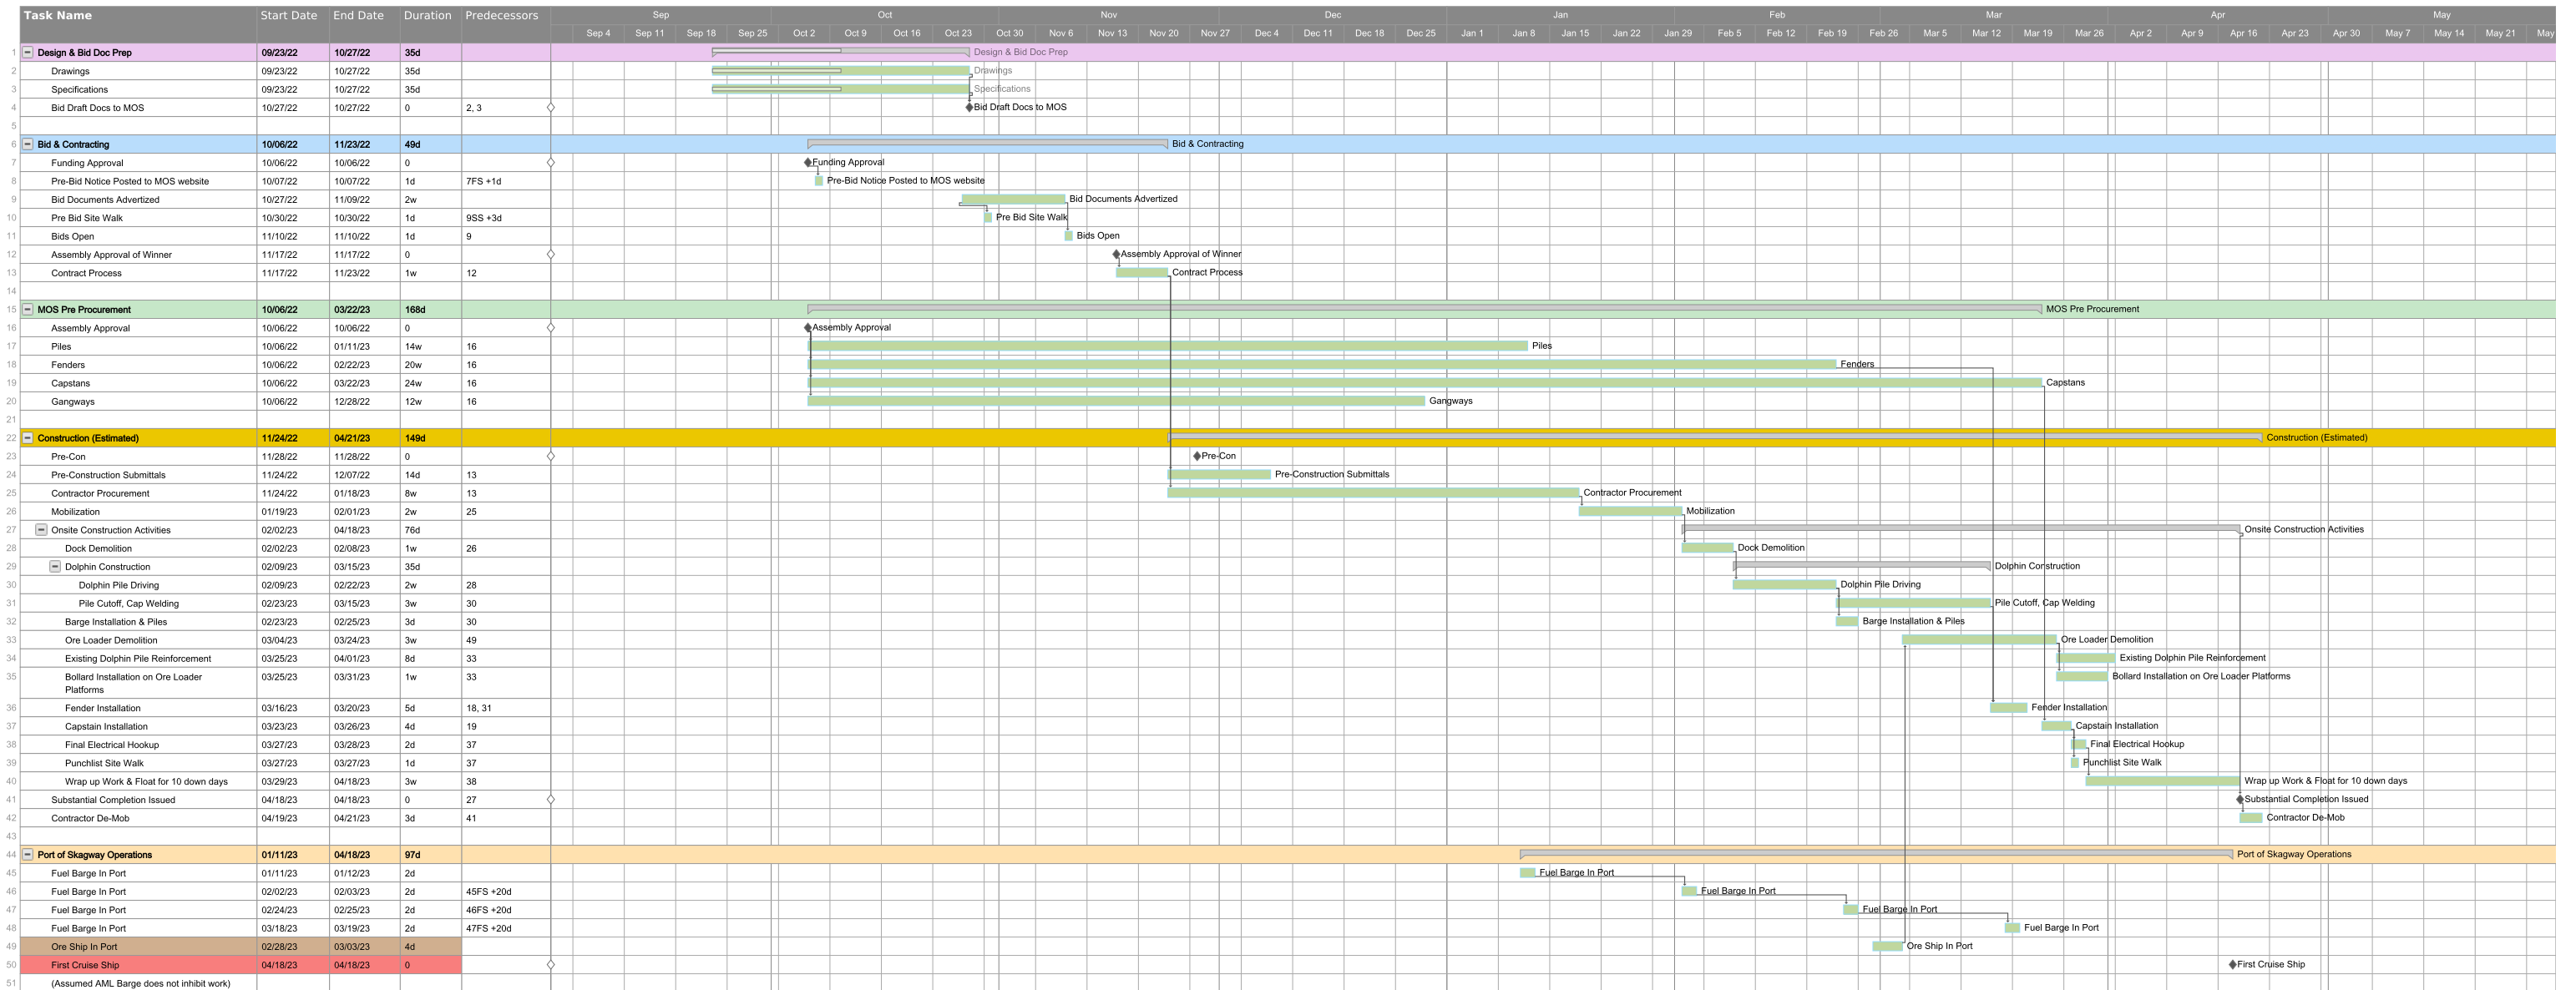 Task Name Start Date End Date Duration Predecessors Sep Oct Nov Dec Jan Feb Mar Apr May
Sep 4 Sep 11 Sep 18 Sep 25 Oct 2 Oct 9 Oct 16 Oct 23 Oct 30 Nov 6 Nov 13 Nov 20 Nov 27 Dec 4 Dec 11 Dec 18 Dec 25 Jan 1 Jan 8 Jan 15 Jan 22 Jan 29 Feb 5 Feb 12 Feb 19 Feb 26 Mar 5 Mar 12 Mar 19 Mar 26 Apr 2 Apr 9 Apr 16 Apr 23 Apr 30 May 7 May 14 May 21 May
1 Design & Bid Doc Prep 09/23/22 10/27/22 35d Design & Bid Doc Prep
2 Drawings 09/23/22 10/27/22 35d Drawings
3 Specifications 09/23/22 10/27/22 35d Specifications
4 Bid Draft Docs to MOS 10/27/22 10/27/22 0 2, 3 Bid Draft Docs to MOS
5
6 Bid & Contracting 10/06/22 11/23/22 49d Bid & Contracting
7 Funding Approval 10/06/22 10/06/22 0 Funding Approval
8 Pre-Bid Notice Posted to MOS website 10/07/22 10/07/22 1d 7FS +1d Pre-Bid Notice Posted to MOS website
9 Bid Documents Advertized 10/27/22 11/09/22 2w Bid Documents Advertized
10 Pre Bid Site Walk 10/30/22 10/30/22 1d 9SS +3d Pre Bid Site Walk
11 Bids Open 11/10/22 11/10/22 1d 9 Bids Open
12 Assembly Approval of Winner 11/17/22 11/17/22 0 Assembly Approval of Winner
13 Contract Process 11/17/22 11/23/22 1w 12 Contract Process
14
15 MOS Pre Procurement 10/06/22 03/22/23 168d MOS Pre Procurement
16 Assembly Approval 10/06/22 10/06/22 0 Assembly Approval
17 Piles 10/06/22 01/11/23 14w 16 Piles
18 Fenders 10/06/22 02/22/23 20w 16 Fenders
19 Capstans 10/06/22 03/22/23 24w 16 Capstans
20 Gangways 10/06/22 12/28/22 12w 16 Gangways
21
22 Construction (Estimated) 11/24/22 04/21/23 149d Construction (Estimated)
23 Pre-Con 11/28/22 11/28/22 0 Pre-Con
24 Pre-Construction Submittals 11/24/22 12/07/22 14d 13 Pre-Construction Submittals
25 Contractor Procurement 11/24/22 01/18/23 8w 13 Contractor Procurement
26 Mobilization 01/19/23 02/01/23 2w 25 Mobilization
27 Onsite Construction Activities 02/02/23 04/18/23 76d Onsite Construction Activities
28 Dock Demolition 02/02/23 02/08/23 1w 26 Dock Demolition
29 Dolphin Construction 02/09/23 03/15/23 35d Dolphin Construction
30 Dolphin Pile Driving 02/09/23 02/22/23 2w 28 Dolphin Pile Driving
31 Pile Cutoff, Cap Welding 02/23/23 03/15/23 3w 30 Pile Cutoff, Cap Welding
32 Barge Installation & Piles 02/23/23 02/25/23 3d 30 Barge Installation & Piles
33 Ore Loader Demolition 03/04/23 03/24/23 3w 49 Ore Loader Demolition
34 Existing Dolphin Pile Reinforcement 03/25/23 04/01/23 8d 33 Existing Dolphin Pile Reinforcement
35 Bollard Installation on Ore Loader 03/25/23 03/31/23 1w 33 Bollard Installation on Ore Loader Platforms
Platforms
36 Fender Installation 03/16/23 03/20/23 5d 18, 31 Fender Installation
37 Capstain Installation 03/23/23 03/26/23 4d 19 Capstain Installation
38 Final Electrical Hookup 03/27/23 03/28/23 2d 37 Final Electrical Hookup
39 Punchlist Site Walk 03/27/23 03/27/23 1d 37 Punchlist Site Walk
40 Wrap up Work & Float for 10 down days 03/29/23 04/18/23 3w 38 Wrap up Work & Float for 10 down days
41 Substantial Completion Issued 04/18/23 04/18/23 0 27 Substantial Completion Issued
42 Contractor De-Mob 04/19/23 04/21/23 3d 41 Contractor De-Mob
43
44 Port of Skagway Operations 01/11/23 04/18/23 97d Port of Skagway Operations
45 Fuel Barge In Port 01/11/23 01/12/23 2d Fuel Barge In Port
46 Fuel Barge In Port 02/02/23 02/03/23 2d 45FS +20d Fuel Barge In Port
47 Fuel Barge In Port 02/24/23 02/25/23 2d 46FS +20d Fuel Barge In Port
48 Fuel Barge In Port 03/18/23 03/19/23 2d 47FS +20d Fuel Barge In Port
49 Ore Ship In Port 02/28/23 03/03/23 4d Ore Ship In Port
50 First Cruise Ship 04/18/23 04/18/23 0 First Cruise Ship
51 (Assumed AML Barge does not inhibit work)